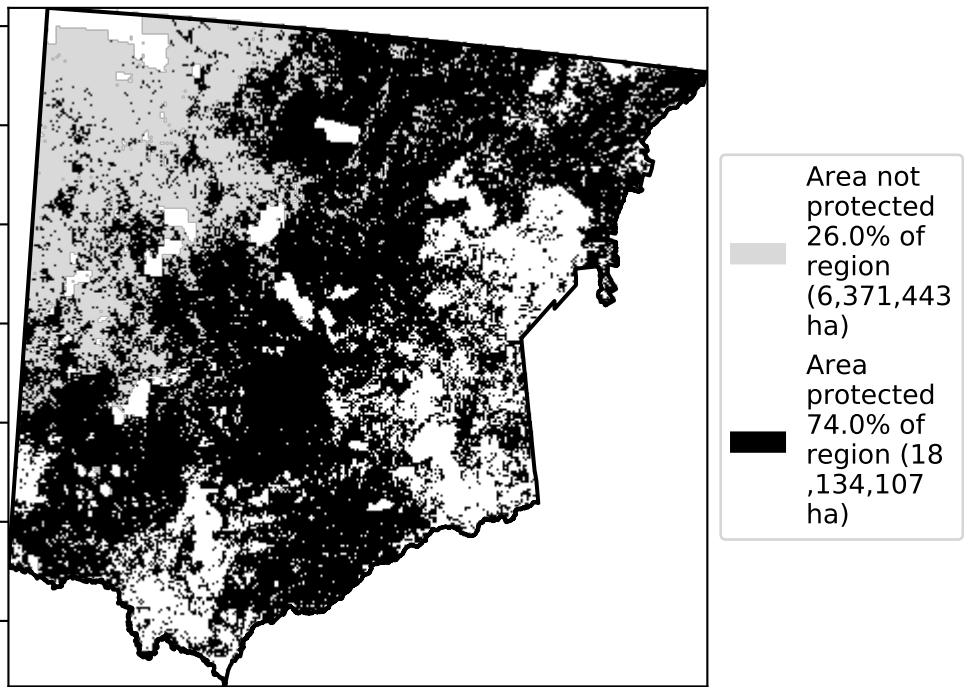 Area not
protected
26.0% of
region
(6,371,443
ha)
Area
protected
74.0% of
region (18
,134,107
ha)